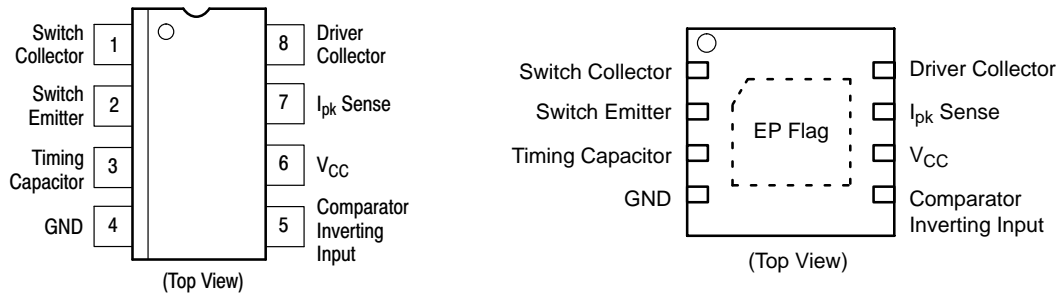 Switch
Collector
1
Switch
Emitter
2
Timing
Capacitor
3
GND
4
8
Driver
Collector
7
Ipk Sense
6
VCC
5
Comparator
Inverting
Input
(Top View)
Switch Collector
Switch Emitter
Timing Capacitor
GND
EP Flag
Driver Collector
Ipk Sense
VCC
Comparator
Inverting Input
(Top View)